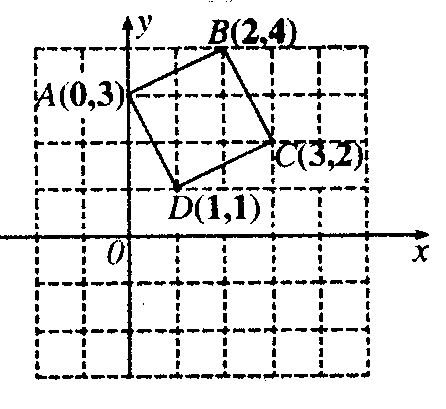 y
B(2,4)
A(0,3)
C(3,2)
D(1,1)
0
x